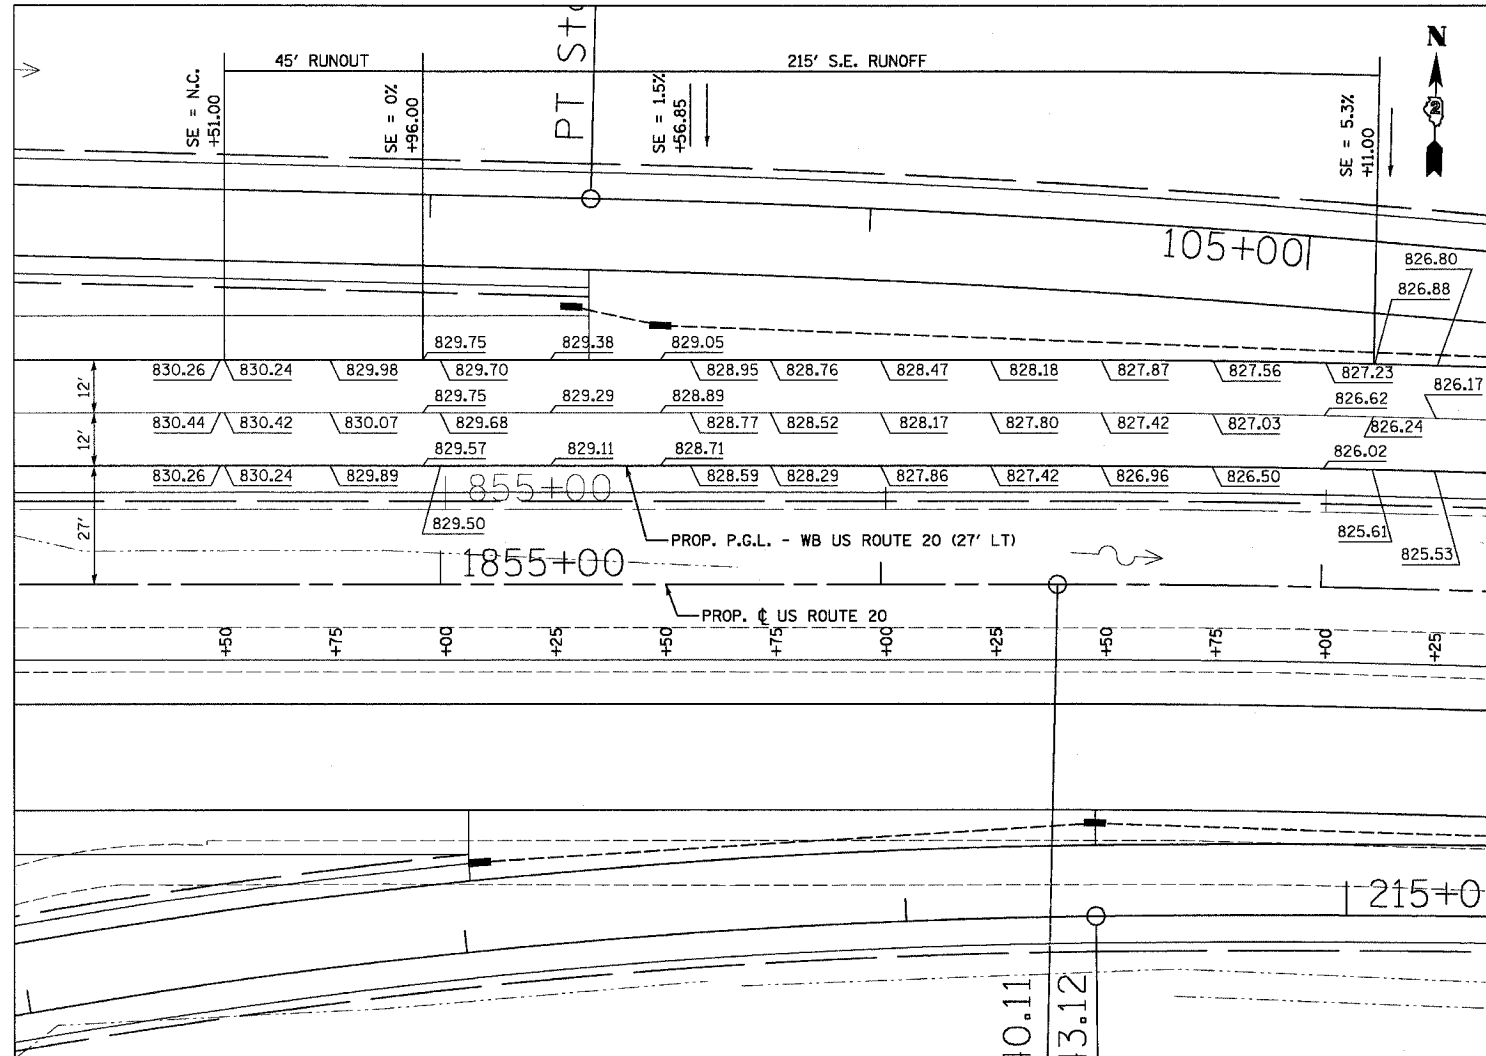 PT St
N
45' RUNOUT
215' S.E. RUNOFF
SE = N.C.
+51.00
SE = 0%
+96.00
SE = 1.5%
+56.85
SE = 5.3%
+11.00
105+00
826.80
826.88
829.75 829.38 829.05
830.26 830.24 829.98 829.70 828.95 828.76 828.47 828.18 827.87 827.56 827.23
826.17
12'
829.75 829.29 828.89 826.62
830.44 830.42 830.07 829.68 828.77 828.52 828.17 827.80 827.42 827.03 826.24
12'
829.57 829.11 828.71 826.02
830.26 830.24 829.89 828.59 828.29 827.86 827.42 826.96 826.50
855+00
27'
829.50
825.61
825.53
PROP. P.G.L. - WB US ROUTE 20 (27' LT)
1855+00
PROP. ℄ US ROUTE 20
+50 +75 +00 +25 +50 +75 +00 +25 +50 +75 +00 +25
215+0
40.11
43.12